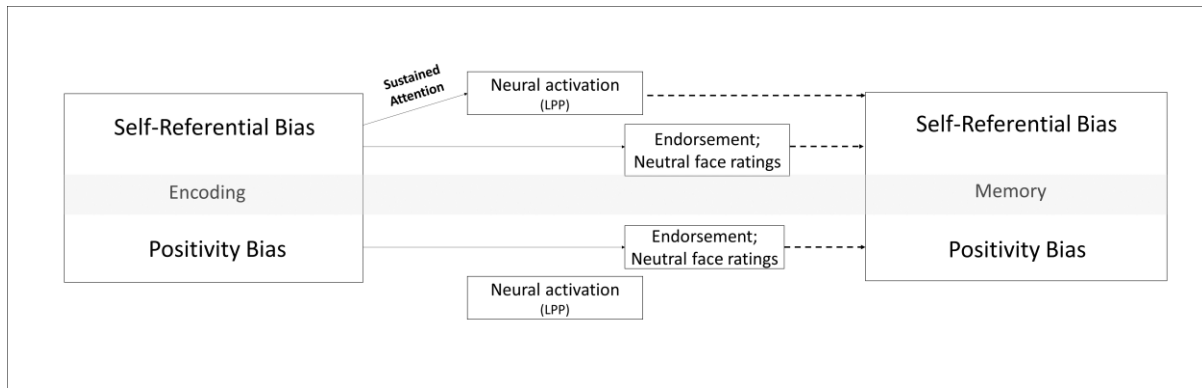 Sustained
Attention
Neural activation
(LPP)
Self-Referential Bias
Endorsement;
Neutral face ratings
Self-Referential Bias
Encoding
Memory
Positivity Bias
Endorsement;
Neutral face ratings
Positivity Bias
Neural activation
(LPP)